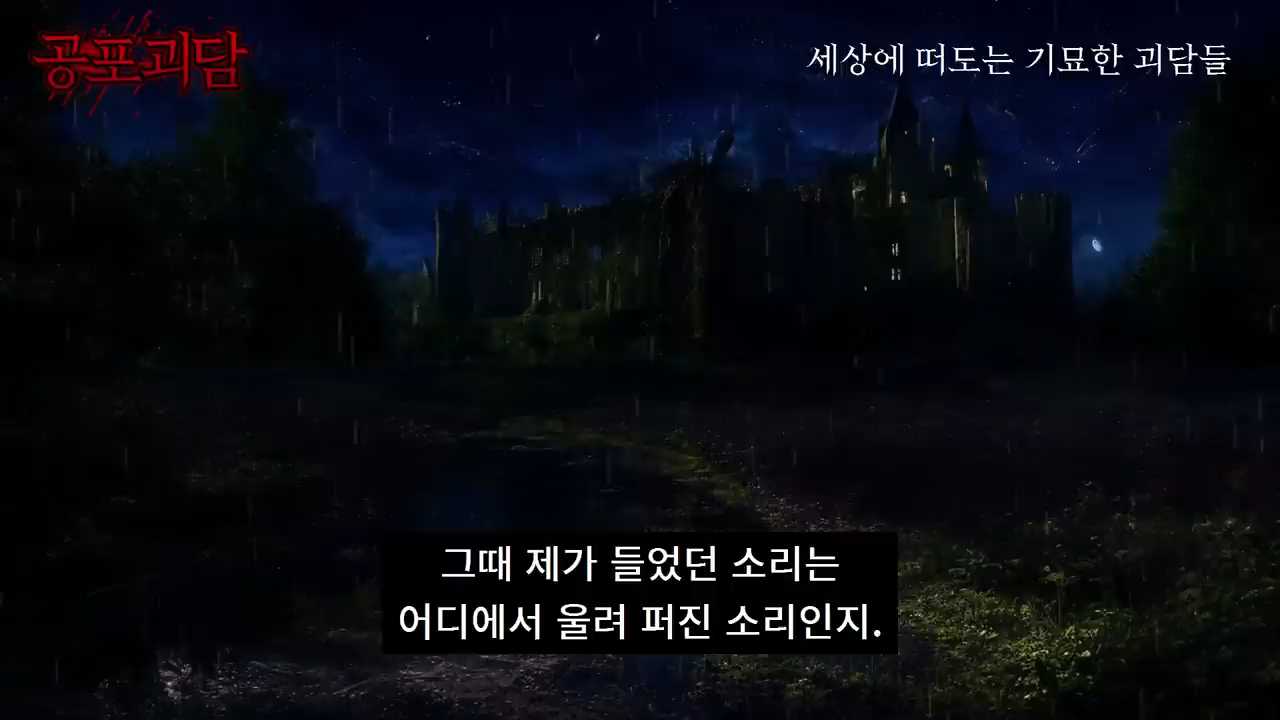 공포괴담
세상에 떠도는 기묘한 괴담들
그때 제가 들었던 소리는
어디에서 울려 퍼진 소리인지.